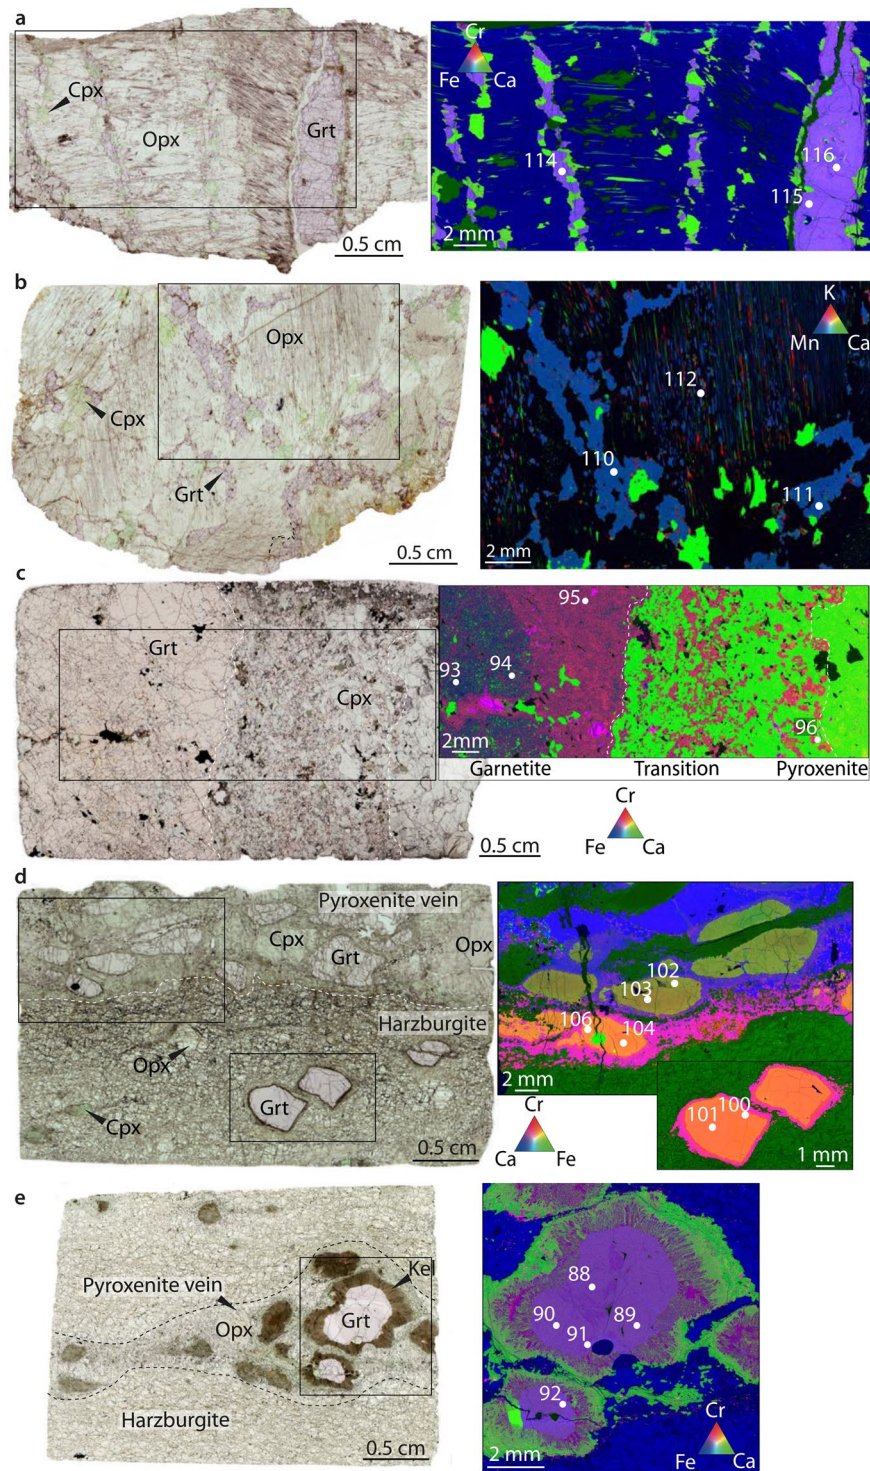 a
Cpx
Opx
Grt
0.5 cm
Cr
Fe Ca
114
116
115
2 mm
b
Opx
Cpx
Grt
0.5 cm
K
Mn Ca
112
110
111
2 mm
c
Grt
Cpx
0.5 cm
95
93 94
96
2mm
Garnetite Transition Pyroxenite
Cr
Fe Ca
d
Pyroxenite vein
Cpx
Grt
Opx
Harzburgite
Opx
Grt
Cpx
0.5 cm
102
103
106 104
2 mm
Cr
Ca Fe
101 100
1 mm
e
Kel
Pyroxenite vein
Opx
Grt
Harzburgite
0.5 cm
88
90 89
91
92
Cr
Fe Ca
2 mm